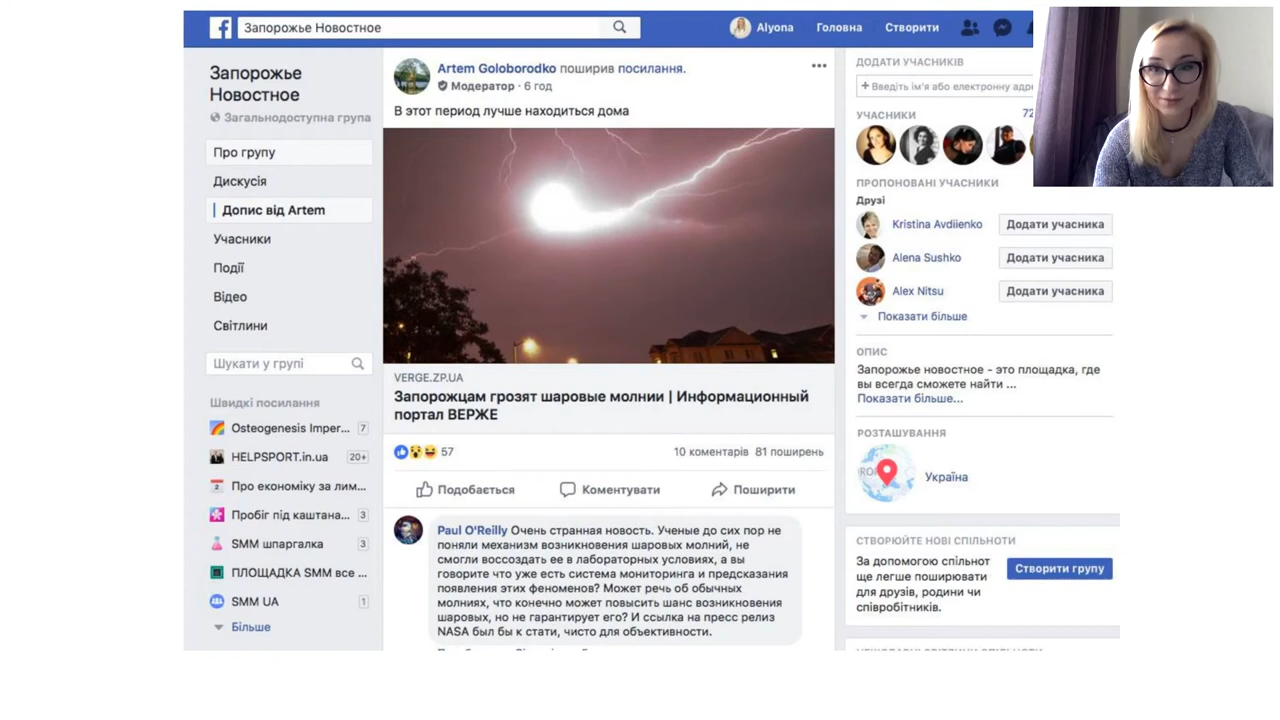 Запорожье Новостное
Alyona
Головна
Створити
Запорожье
Новостное
Загальнодоступна група
Про групу
Дискусія
Допис від Artem
Учасники
Події
Відео
Світлини
Шукати у групі
Швидкі посилання
Osteogenesis Imper... 7
HELPSPORT.in.ua 20+
Про економіку за лим...
Пробіг під каштана... 3
SMM шпаргалка 3
ПЛОЩАДКА SMM все ...
SMM UA 1
Більше
Artem Goloborodko поширив посилання.
Модератор · 6 год
В этот период лучше находиться дома
VERGE.ZP.UA
Запорожцам грозят шаровые молнии | Информационный
портал ВЕРЖЕ
57
10 коментарів 81 поширень
Подобається
Коментувати
Поширити
Paul O'Reilly Очень странная новость. Ученые до сих пор не
поняли механизм возникновения шаровых молний, не
смогли воссоздать ее в лабораторных условиях, а вы
говорите что уже есть система мониторинга и предсказания
появления этих феноменов? Может речь об обычных
молниях, что конечно может повысить шанс возникновения
шаровых, но не гарантирует его? И ссылка на пресс релиз
NASA был бы к стати, чисто для объективности.
ДОДАТИ УЧАСНИКІВ
+ Введіть ім'я або електронну адре
УЧАСНИКИ
72
ПРОПОНОВАНІ УЧАСНИКИ
Друзі
Kristina Avdiienko Додати учасника
Alena Sushko Додати учасника
Alex Nitsu Додати учасника
Показати більше
ОПИС
Запорожье новостное - это площадка, где
вы всегда сможете найти ...
Показати більше...
РОЗТАШУВАННЯ
Україна
СТВОРЮЙТЕ НОВІ СПІЛЬНОТИ
За допомогою спільнот
ще легше поширювати
для друзів, родини чи
співробітників.
Створити групу